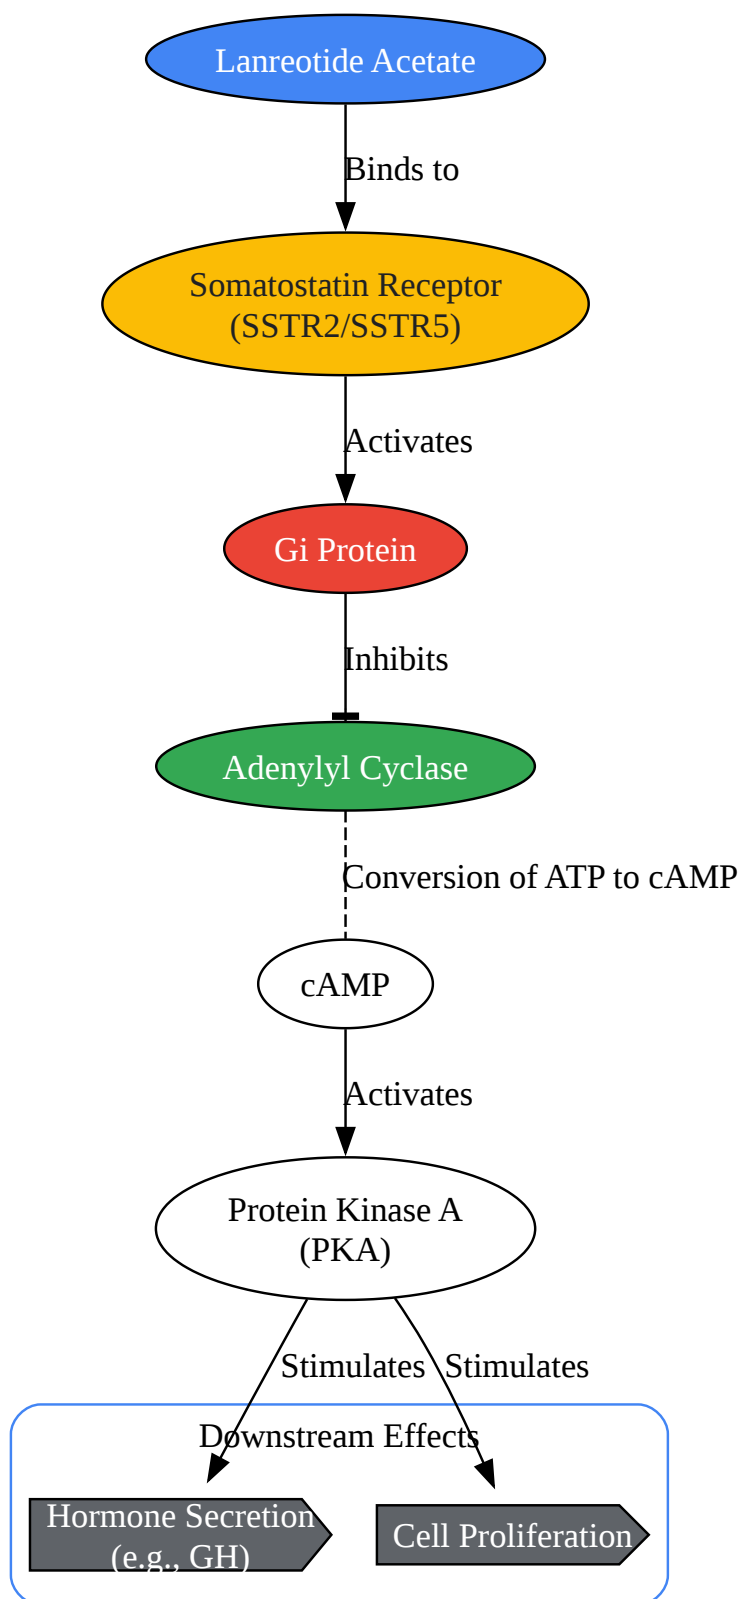 Lanreotide Acetate
Binds to
Somatostatin Receptor
(SSTR2/SSTR5)
Activates
Gi Protein
Inhibits
Adenylyl Cyclase
Conversion of ATP to cAMP
cAMP
Activates
Protein Kinase A
(PKA)
Stimulates
Stimulates
Downstream Effects
Hormone Secretion
(e.g., GH)
Cell Proliferation